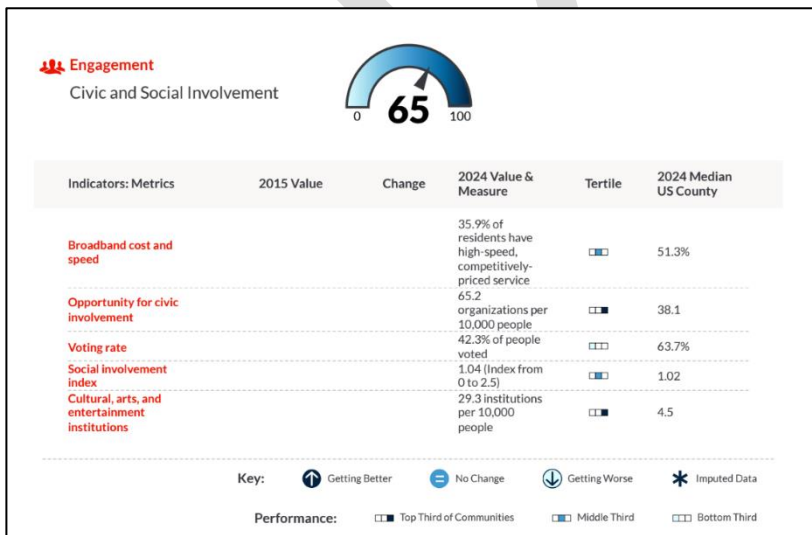 Engagement
Civic and Social Involvement
0 65 100
Indicators: Metrics 2015 Value Change 2024 Value & Measure Tertile 2024 Median US County
Broadband cost and speed
35.9% of
residents have
high-speed,
competitively-
priced service
51.3%
Opportunity for civic
involvement
65.2
organizations per
10,000 people
38.1
Voting rate
42.3% of people
voted
63.7%
Social involvement
index
1.04 (Index from
0 to 2.5)
1.02
Cultural, arts, and
entertainment
institutions
29.3 institutions
per 10,000
people
4.5
Key: Getting Better No Change Getting Worse Imputed Data
Performance: Top Third of Communities Middle Third Bottom Third